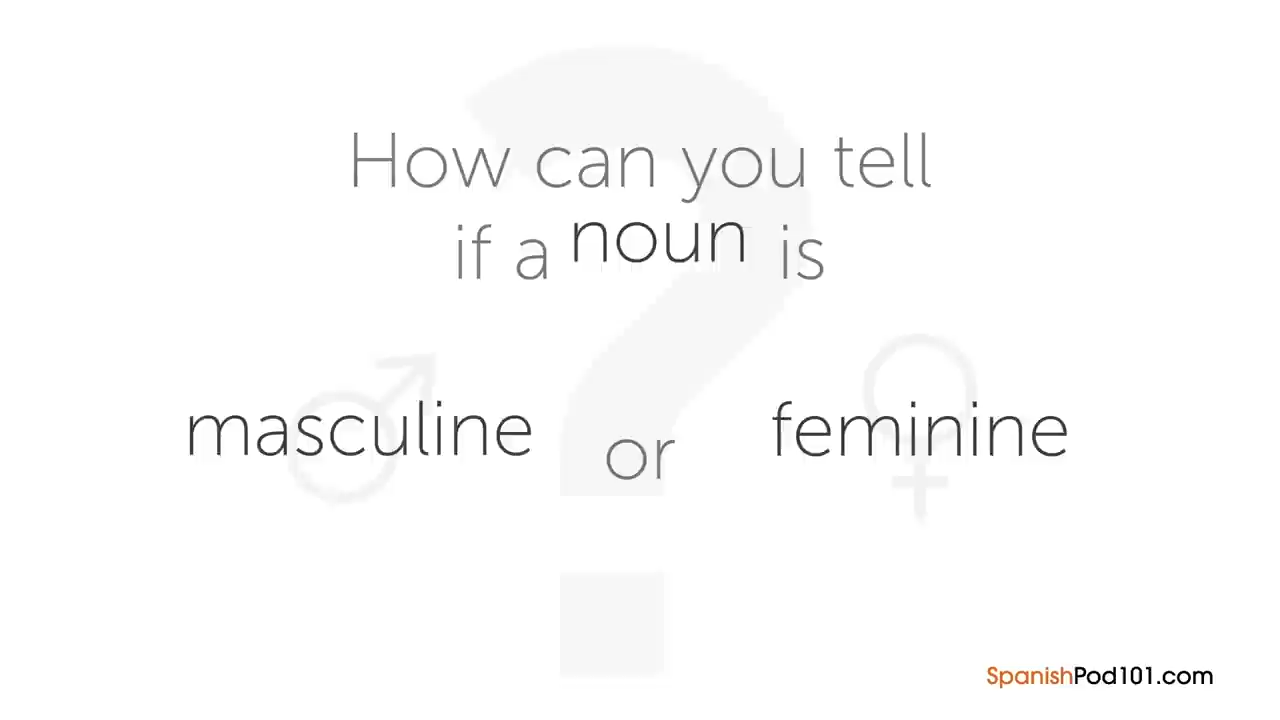 How can you tell
if a noun is
masculine or feminine
SpanishPod101.com